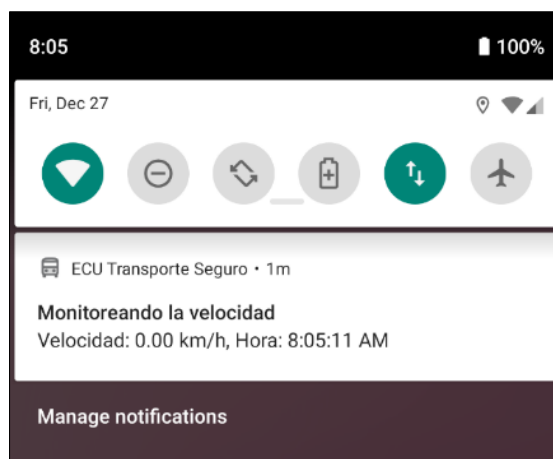 8:05 100%
Fri, Dec 27
ECU Transporte Seguro • 1m
Monitoreando la velocidad
Velocidad: 0.00 km/h, Hora: 8:05:11 AM
Manage notifications